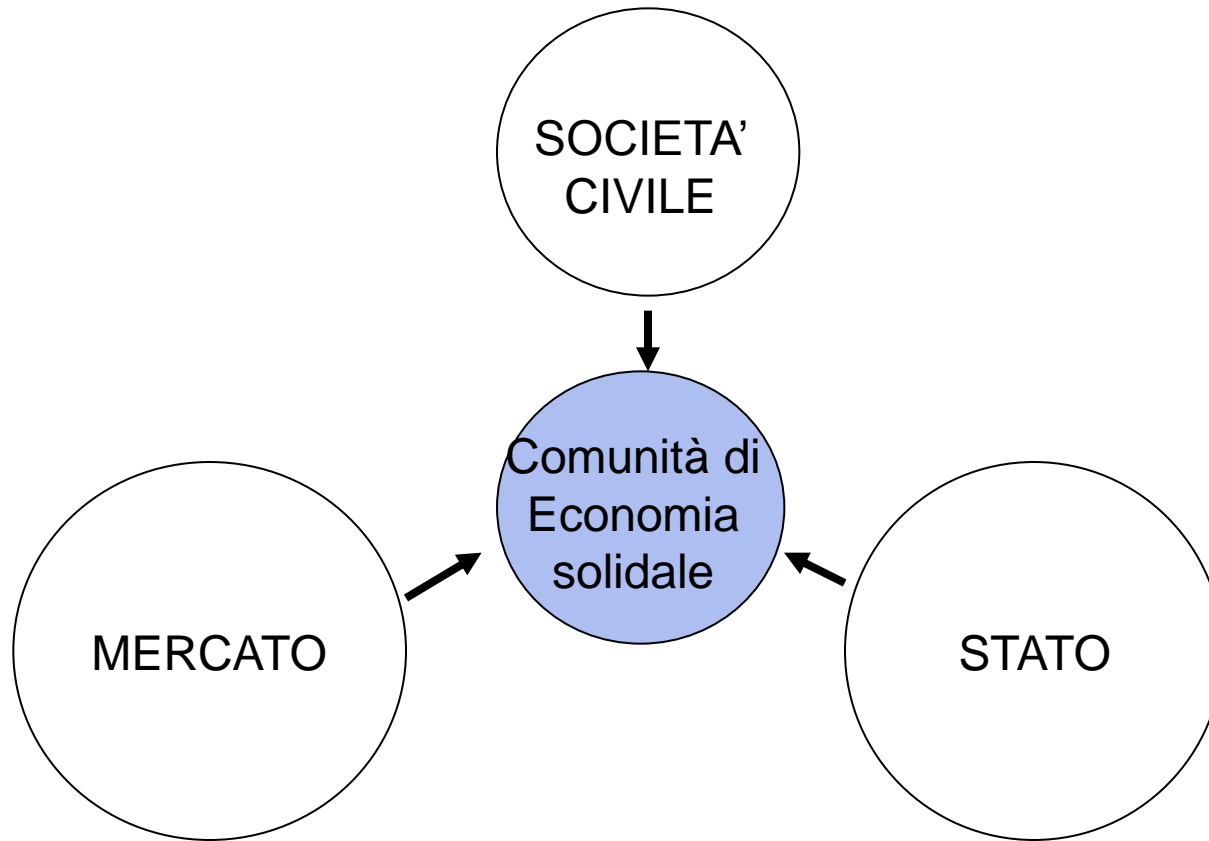 SOCIETA’
CIVILE
Comunità di
Economia
solidale
MERCATO
STATO